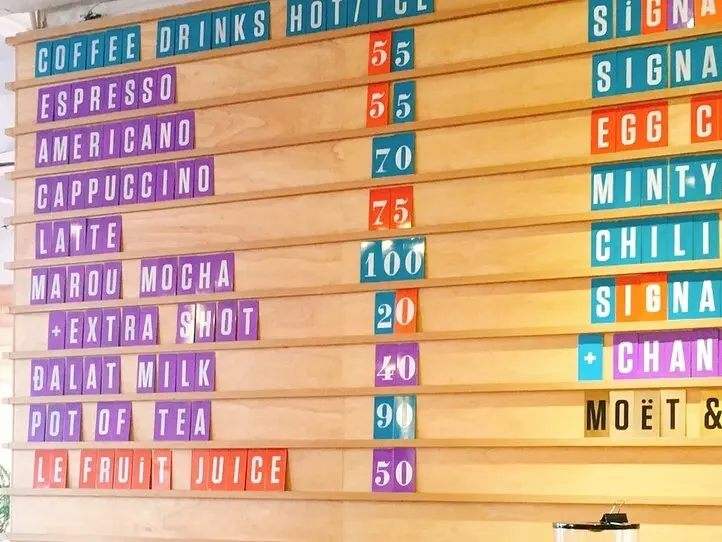 COFFEE DRINKS HOT/ICE
ESPRESSO 55
AMERICANO 55
CAPPUCCINO 70
LATTE 75
MAROU MOCHA 100
+EXTRA SHOT 20
ĐALAT MILK 40
POT OF TEA 90
LE FRUiT JUICE 50
SiGNA
SIGNA
EGG C
MINTY
CHILI
SIGNA
+CHAN
MOËT &